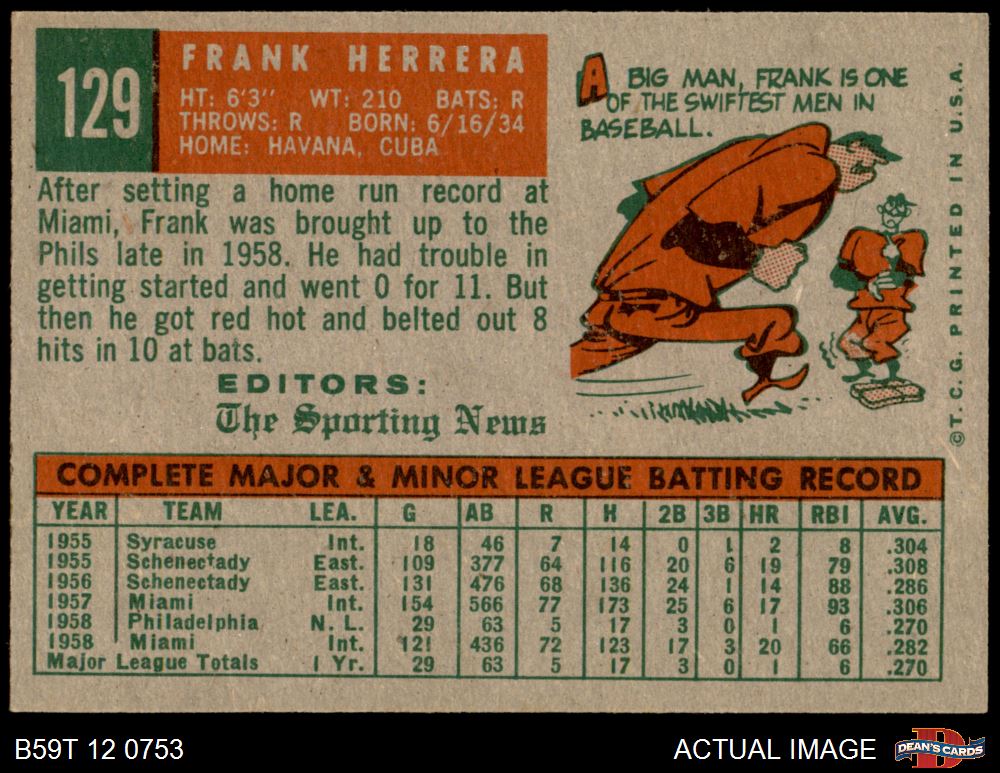 129
FRANK HERRERA
HT: 6'3" WT: 210 BATS: R
THROWS: R BORN: 6/16/34
HOME: HAVANA, CUBA
After setting a home run record at
Miami, Frank was brought up to the
Phils late in 1958. He had trouble in
getting started and went 0 for 11. But
then he got red hot and belted out 8
hits in 10 at bats.
EDITORS:
The Sporting News
A BIG MAN, FRANK IS ONE
OF THE SWIFTEST MEN IN
BASEBALL.
©T. C. G. PRINTED IN U.S.A.
COMPLETE MAJOR & MINOR LEAGUE BATTING RECORD
YEAR TEAM LEA. G AB R H 2B 3B HR RBI AVG.
1955 Syracuse Int. 18 46 7 14 0 1 2 8 .304
1955 Schenectady East. 109 377 64 116 20 6 19 79 .308
1956 Schenectady East. 131 476 68 136 24 1 14 88 .286
1957 Miami Int. 154 566 77 173 25 6 17 93 .306
1958 Philadelphia N. L. 29 63 5 17 3 0 1 6 .270
1958 Miami Int. 121 436 72 123 17 3 20 66 .282
Major League Totals 1 Yr. 29 63 5 17 3 0 1 6 .270
B59T 12 0753
ACTUAL IMAGE
D
DEAN'S CARDS